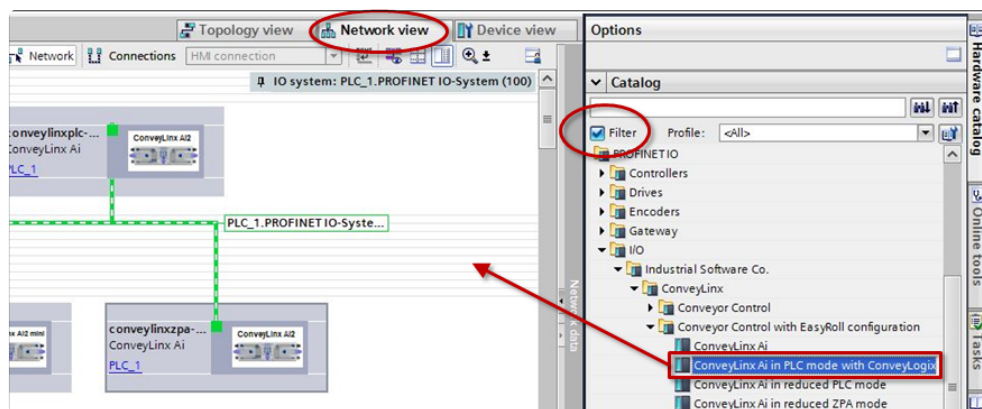 Topology view
Network view
Device view
Options
Network
Connections
HMI connection
IO system: PLC_1.PROFINET IO-System (100)
Catalog
Filter
Profile:
<All>
PROFINET IO
Controllers
Drives
Encoders
Gateway
I/O
Industrial Software Co.
ConveyLinx
Conveyor Control
Conveyor Control with EasyRoll configuration
ConveyLinx Ai
ConveyLinx Ai in PLC mode with ConveyLogix
ConveyLinx Ai in reduced PLC mode
ConveyLinx Ai in reduced ZPA mode
conveylinxplc-...
ConveyLinx Ai
PLC_1
ConveyLinx Ai2
PLC_1.PROFINET IO-Syste...
Ai2 mini
conveylinxzpa-...
ConveyLinx Ai
PLC_1
ConveyLinx Ai2
Network data
Hardware catalog
Online tools
Tasks